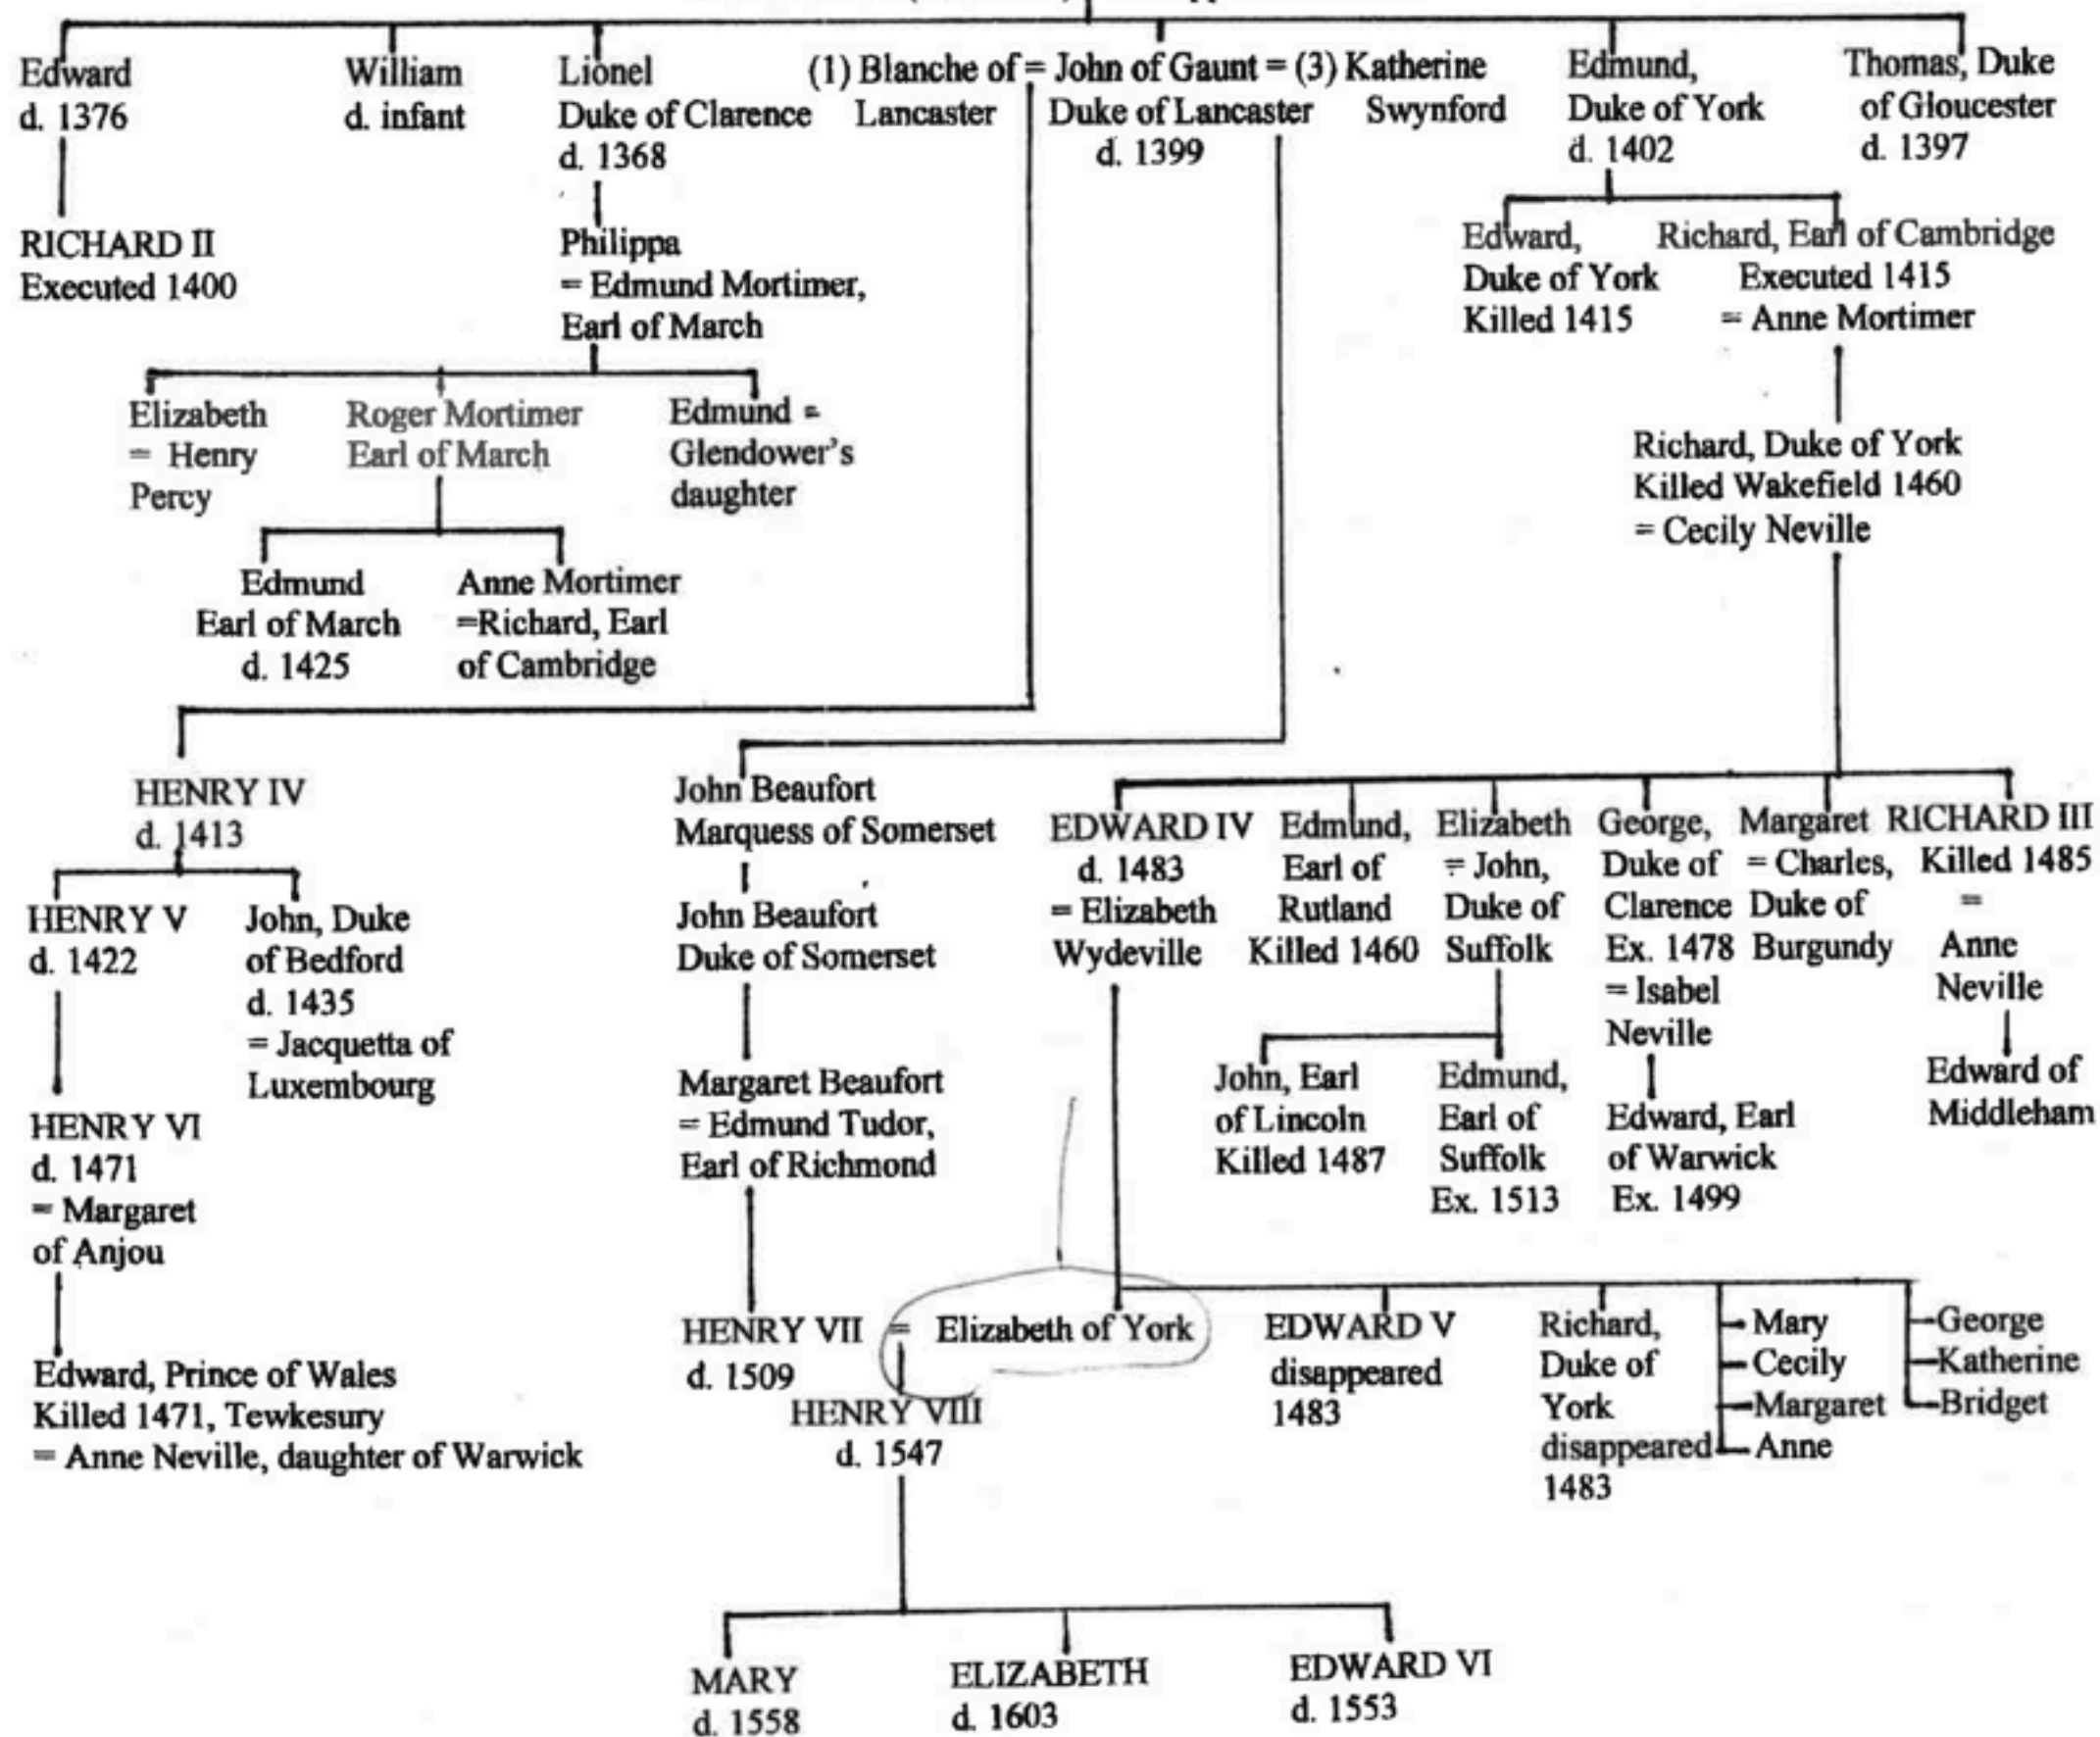 Edward
d. 1376
William
d. infant
Lionel
Duke of Clarence
d. 1368
(1) Blanche of = John of Gaunt = (3) Katherine
Lancaster Duke of Lancaster Swynford
d. 1399
Edmund,
Duke of York
d. 1402
Thomas, Duke
of Gloucester
d. 1397
RICHARD II
Executed 1400
Philippa
= Edmund Mortimer,
Earl of March
Edward,
Duke of York
Killed 1415
Richard, Earl of Cambridge
Executed 1415
= Anne Mortimer
Elizabeth
= Henry
Percy
Roger Mortimer
Earl of March
Edmund =
Glendower's
daughter
Richard, Duke of York
Killed Wakefield 1460
= Cecily Neville
Edmund
Earl of March
d. 1425
Anne Mortimer
=Richard, Earl
of Cambridge
HENRY IV
d. 1413
John Beaufort
Marquess of Somerset
EDWARD IV
d. 1483
= Elizabeth
Wydeville
Edmund,
Earl of
Rutland
Killed 1460
Elizabeth
= John,
Duke of
Suffolk
George,
Duke of
Clarence
Ex. 1478
= Isabel
Neville
Margaret
= Charles,
Duke of
Burgundy
RICHARD III
Killed 1485
=
Anne
Neville
HENRY V
d. 1422
John, Duke
of Bedford
d. 1435
= Jacquetta of
Luxembourg
John Beaufort
Duke of Somerset
Margaret Beaufort
= Edmund Tudor,
Earl of Richmond
John, Earl
of Lincoln
Killed 1487
Edmund,
Earl of
Suffolk
Ex. 1513
Edward, Earl
of Warwick
Ex. 1499
Edward of
Middleham
HENRY VI
d. 1471
= Margaret
of Anjou
HENRY VII = Elizabeth of York
d. 1509
EDWARD V
disappeared
1483
Richard,
Duke of
York
disappeared
1483
Mary
Cecily
Margaret
Anne
George
Katherine
Bridget
Edward, Prince of Wales
Killed 1471, Tewkesury
= Anne Neville, daughter of Warwick
HENRY VIII
d. 1547
MARY
d. 1558
ELIZABETH
d. 1603
EDWARD VI
d. 1553